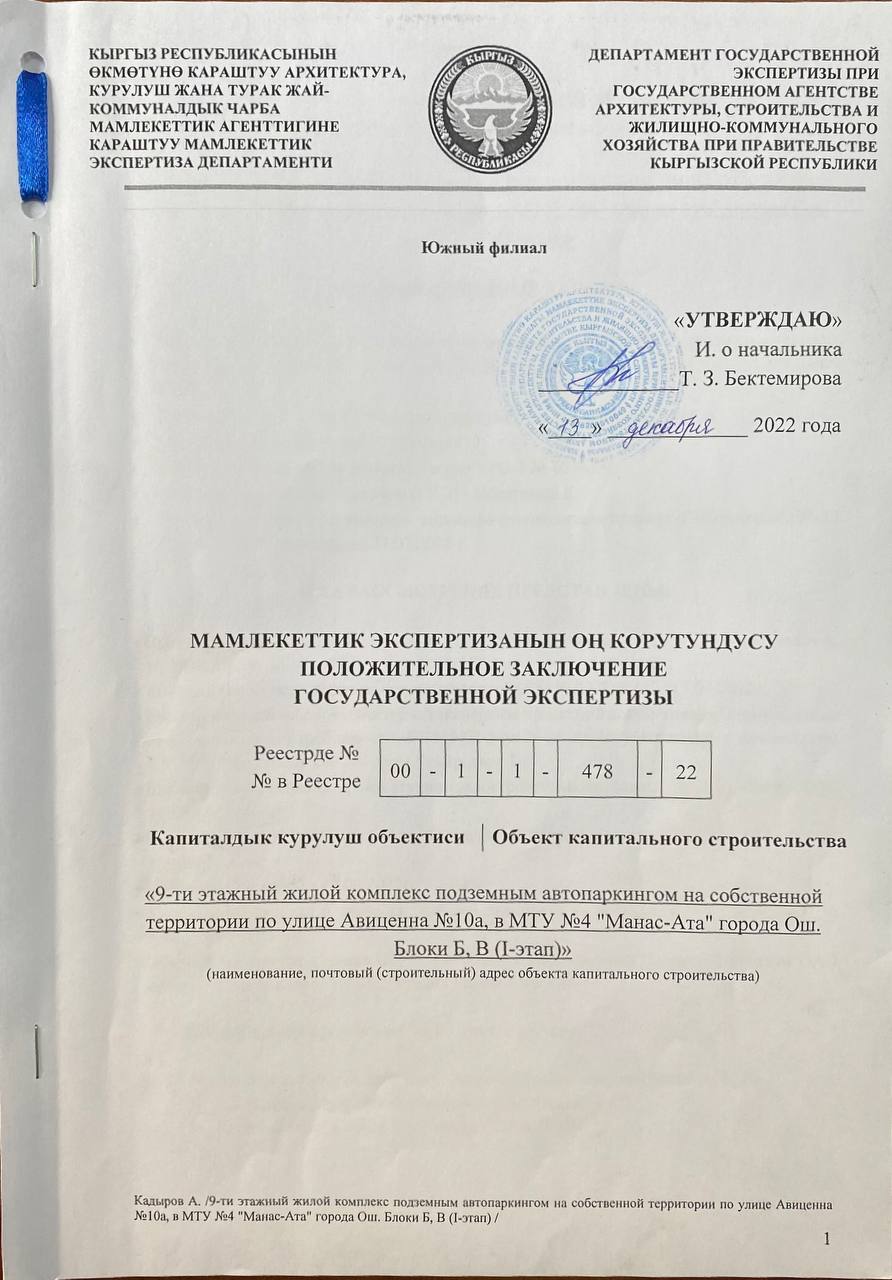 КЫРГЫЗ РЕСПУБЛИКАСЫНЫН
ӨКМӨТҮНӨ КАРАШТУУ АРХИТЕКТУРА,
КУРУЛУШ ЖАНА ТУРАК ЖАЙ-
КОММУНАЛДЫК ЧАРБА
МАМЛЕКЕТТИК АГЕНТТИГИНЕ
КАРАШТУУ МАМЛЕКЕТТИК
ЭКСПЕРТИЗА ДЕПАРТАМЕНТИ
КЫРГЫЗ
РЕСПУБЛИКАСЫ
ДЕПАРТАМЕНТ ГОСУДАРСТВЕННОЙ
ЭКСПЕРТИЗЫ ПРИ
ГОСУДАРСТВЕННОМ АГЕНТСТВЕ
АРХИТЕКТУРЫ, СТРОИТЕЛЬСТВА И
ЖИЛИЩНО-КОММУНАЛЬНОГО
ХОЗЯЙСТВА ПРИ ПРАВИТЕЛЬСТВЕ
КЫРГЫЗСКОЙ РЕСПУБЛИКИ
Южный филиал
«УТВЕРЖДАЮ»
И. о начальника
Т. З. Бектемирова
« 13 » декабря 2022 года
МАМЛЕКЕТТИК ЭКСПЕРТИЗАНЫН ОҢ КОРУТУНДУСУ
ПОЛОЖИТЕЛЬНОЕ ЗАКЛЮЧЕНИЕ
ГОСУДАРСТВЕННОЙ ЭКСПЕРТИЗЫ
Реестрде №
№ в Реестре
00 - 1 - 1 - 478 - 22
Капиталдык курулуш объектиси Объект капитального строительства
«9-ти этажный жилой комплекс подземным автопаркингом на собственной
территории по улице Авиценна №10а, в МТУ №4 "Манас-Ата" города Ош.
Блоки Б, В (I-этап)»
(наименование, почтовый (строительный) адрес объекта капитального строительства)
Кадыров А. /9-ти этажный жилой комплекс подземным автопаркингом на собственной территории по улице Авиценна
№10а, в МТУ №4 "Манас-Ата" города Ош. Блоки Б, В (I-этап) /
1